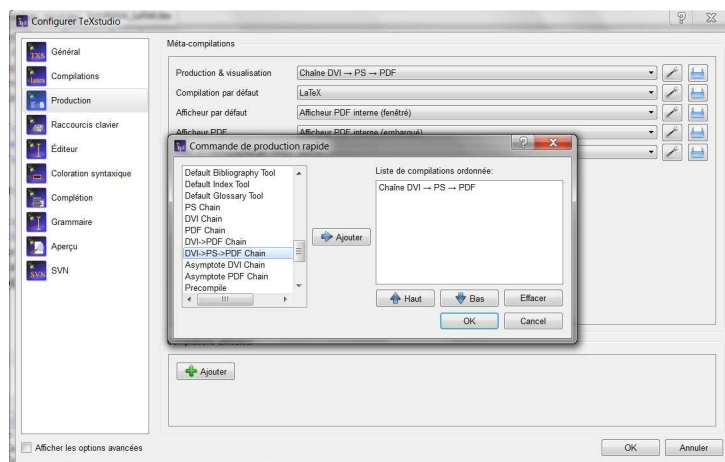 Configurer TeXstudio
Général
Compilations
Production
Raccourcis clavier
Éditeur
Coloration syntaxique
Complétion
Grammaire
Aperçu
SVN
Afficher les options avancées
Méta-compilations
Production & visualisation
Chaîne DVI → PS → PDF
Compilation par défaut
LaTeX
Afficheur par défaut
Afficheur PDF interne (fenêtré)
Afficheur PDF
Afficheur PDF interne (embarqué)
Commande de production rapide
Default Bibliography Tool
Default Index Tool
Default Glossary Tool
PS Chain
DVI Chain
PDF Chain
DVI->PDF Chain
DVI->PS->PDF Chain
Asymptote DVI Chain
Asymptote PDF Chain
Precompile
Ajouter
Liste de compilations ordonnée:
Chaîne DVI → PS → PDF
Haut
Bas
Effacer
OK
Cancel
Ajouter
OK
Annuler